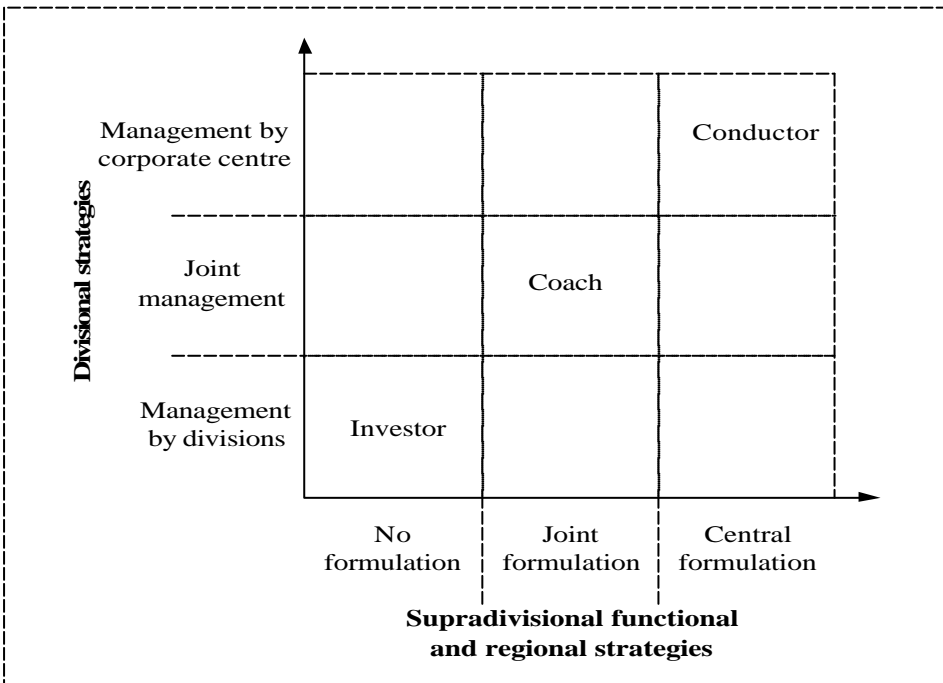 Divisional strategies
Management by
corporate centre
Conductor
Joint
management
Coach
Management
by divisions
Investor
No
formulation
Joint
formulation
Central
formulation
Supradivisional functional
and regional strategies